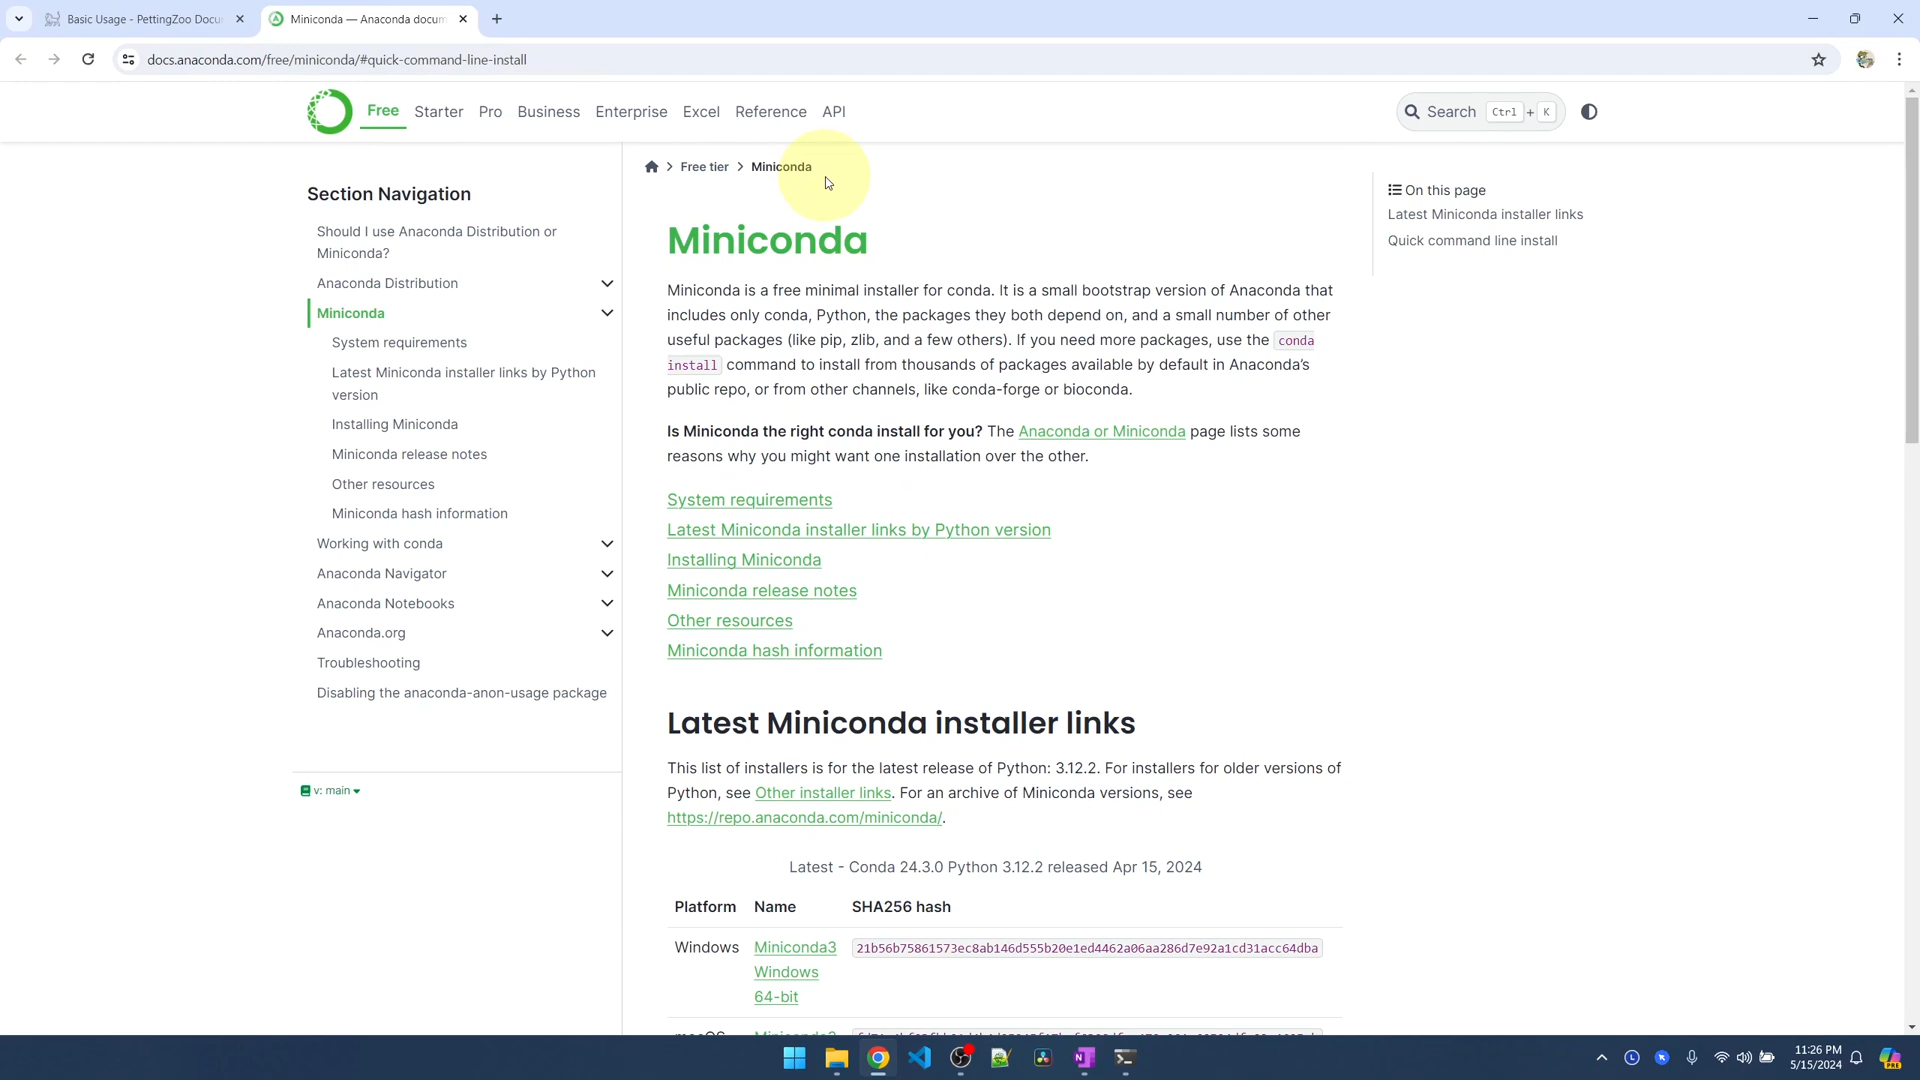 Basic Usage - PettingZoo Docu
Miniconda — Anaconda docum
docs.anaconda.com/free/miniconda/#quick-command-line-install
Free Starter Pro Business Enterprise Excel Reference API
Search Ctrl + K
Section Navigation
Should I use Anaconda Distribution or
Miniconda?
Anaconda Distribution
Miniconda
System requirements
Latest Miniconda installer links by Python
version
Installing Miniconda
Miniconda release notes
Other resources
Miniconda hash information
Working with conda
Anaconda Navigator
Anaconda Notebooks
Anaconda.org
Troubleshooting
Disabling the anaconda-anon-usage package
v: main
Free tier Miniconda
Miniconda
Miniconda is a free minimal installer for conda. It is a small bootstrap version of Anaconda that
includes only conda, Python, the packages they both depend on, and a small number of other
useful packages (like pip, zlib, and a few others). If you need more packages, use the conda
install command to install from thousands of packages available by default in Anaconda’s
public repo, or from other channels, like conda-forge or bioconda.
Is Miniconda the right conda install for you? The Anaconda or Miniconda page lists some
reasons why you might want one installation over the other.
System requirements
Latest Miniconda installer links by Python version
Installing Miniconda
Miniconda release notes
Other resources
Miniconda hash information
Latest Miniconda installer links
This list of installers is for the latest release of Python: 3.12.2. For installers for older versions of
Python, see Other installer links. For an archive of Miniconda versions, see
https://repo.anaconda.com/miniconda/.
Latest - Conda 24.3.0 Python 3.12.2 released Apr 15, 2024
Platform Name SHA256 hash
Windows Miniconda3 21b56b75861573ec8ab146d555b20e1ed4462a06aa286d7e92a1cd31acc64dba
Windows
64-bit
On this page
Latest Miniconda installer links
Quick command line install
11:26 PM
5/15/2024
PRE